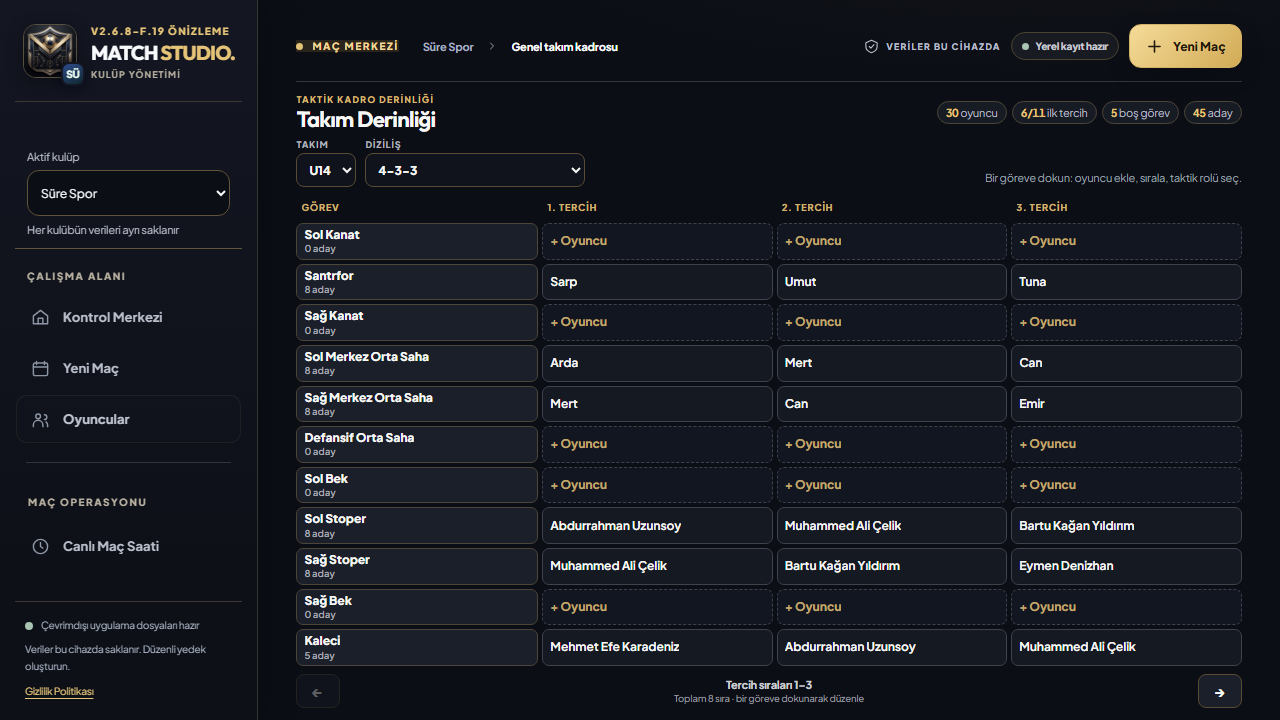 V2.6.8-F.19 ÖNİZLEME
MATCH STUDIO.
KULÜP YÖNETİMİ
SÜ
Aktif kulüp
Süre Spor
Her kulübün verileri ayrı saklanır
ÇALIŞMA ALANI
Kontrol Merkezi
Yeni Maç
Oyuncular
MAÇ OPERASYONU
Canlı Maç Saati
Çevrimdışı uygulama dosyaları hazır
Veriler bu cihazda saklanır. Düzenli yedek
oluşturun.
Gizlilik Politikası
MAÇ MERKEZİ Süre Spor Genel takım kadrosu
VERİLER BU CİHAZDA Yerel kayıt hazır + Yeni Maç
TAKTİK KADRO DERİNLİĞİ
Takım Derinliği
30 oyuncu 6/11 ilk tercih 5 boş görev 45 aday
TAKIM DİZİLİŞ
U14 4-3-3
Bir göreve dokun: oyuncu ekle, sırala, taktik rolü seç.
GÖREV 1. TERCİH 2. TERCİH 3. TERCİH
Sol Kanat
0 aday
+ Oyuncu + Oyuncu + Oyuncu
Santrfor
8 aday
Sarp Umut Tuna
Sağ Kanat
0 aday
+ Oyuncu + Oyuncu + Oyuncu
Sol Merkez Orta Saha
8 aday
Arda Mert Can
Sağ Merkez Orta Saha
8 aday
Mert Can Emir
Defansif Orta Saha
0 aday
+ Oyuncu + Oyuncu + Oyuncu
Sol Bek
0 aday
+ Oyuncu + Oyuncu + Oyuncu
Sol Stoper
8 aday
Abdurrahman Uzunsoy Muhammed Ali Çelik Bartu Kağan Yıldırım
Sağ Stoper
8 aday
Muhammed Ali Çelik Bartu Kağan Yıldırım Eymen Denizhan
Sağ Bek
0 aday
+ Oyuncu + Oyuncu + Oyuncu
Kaleci
5 aday
Mehmet Efe Karadeniz Abdurrahman Uzunsoy Muhammed Ali Çelik
← Tercih sıraları 1–3 →
Toplam 8 sıra · bir göreve dokunarak düzenle